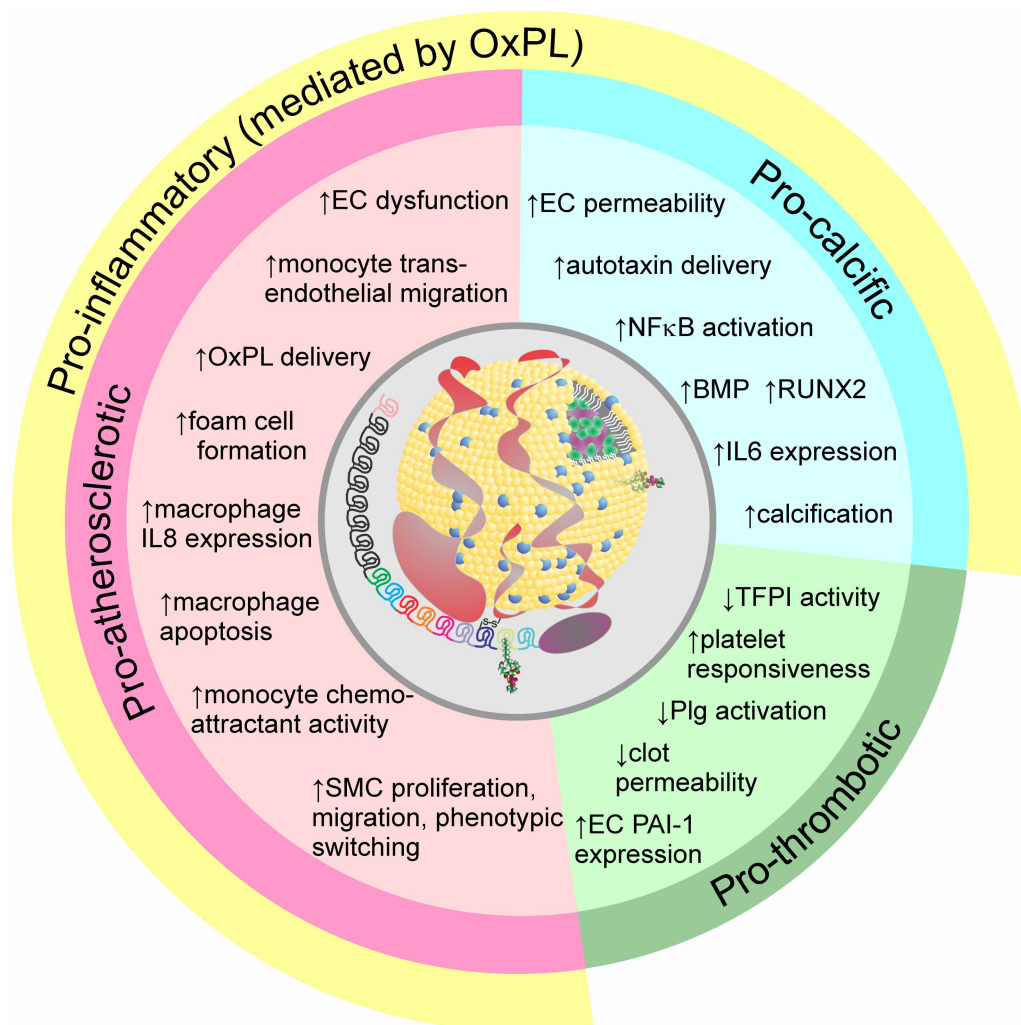 Pro-inflammatory (mediated by OxPL)
Pro-atherosclerotic
↑EC dysfunction
↑monocyte trans-
endothelial migration
↑OxPL delivery
↑foam cell
formation
↑macrophage
IL8 expression
↑macrophage
apoptosis
↑monocyte chemo-
attractant activity
↑SMC proliferation,
migration, phenotypic
switching
Pro-calcific
↑EC permeability
↑autotaxin delivery
↑NFκB activation
↑BMP ↑RUNX2
↑IL6 expression
↑calcification
Pro-thrombotic
↓TFPI activity
↑platelet
responsiveness
↓Plg activation
↓clot
permeability
↑EC PAI-1
expression
S-S